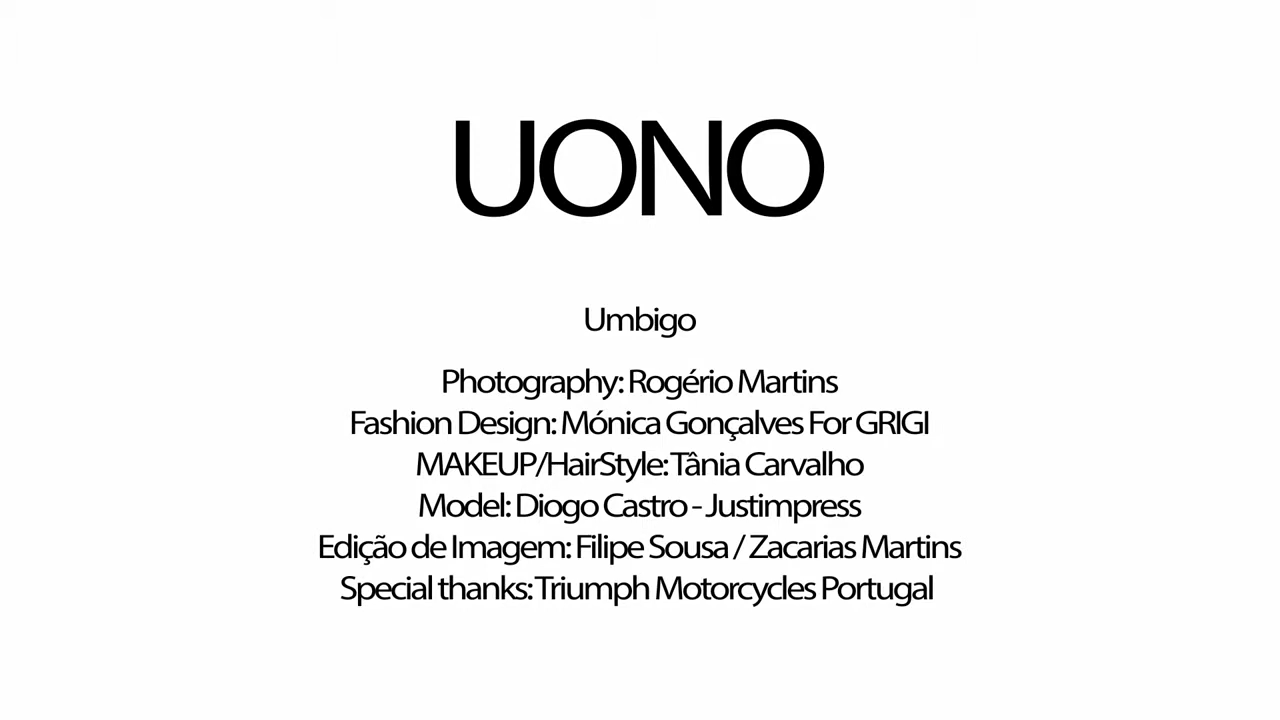 UONO
Umbigo
Photography: Rogério Martins
Fashion Design: Mónica Gonçalves For GRIGI
MAKEUP/HairStyle: Tânia Carvalho
Model: Diogo Castro - Justimpress
Edição de Imagem: Filipe Sousa / Zacarias Martins
Special thanks: Triumph Motorcycles Portugal